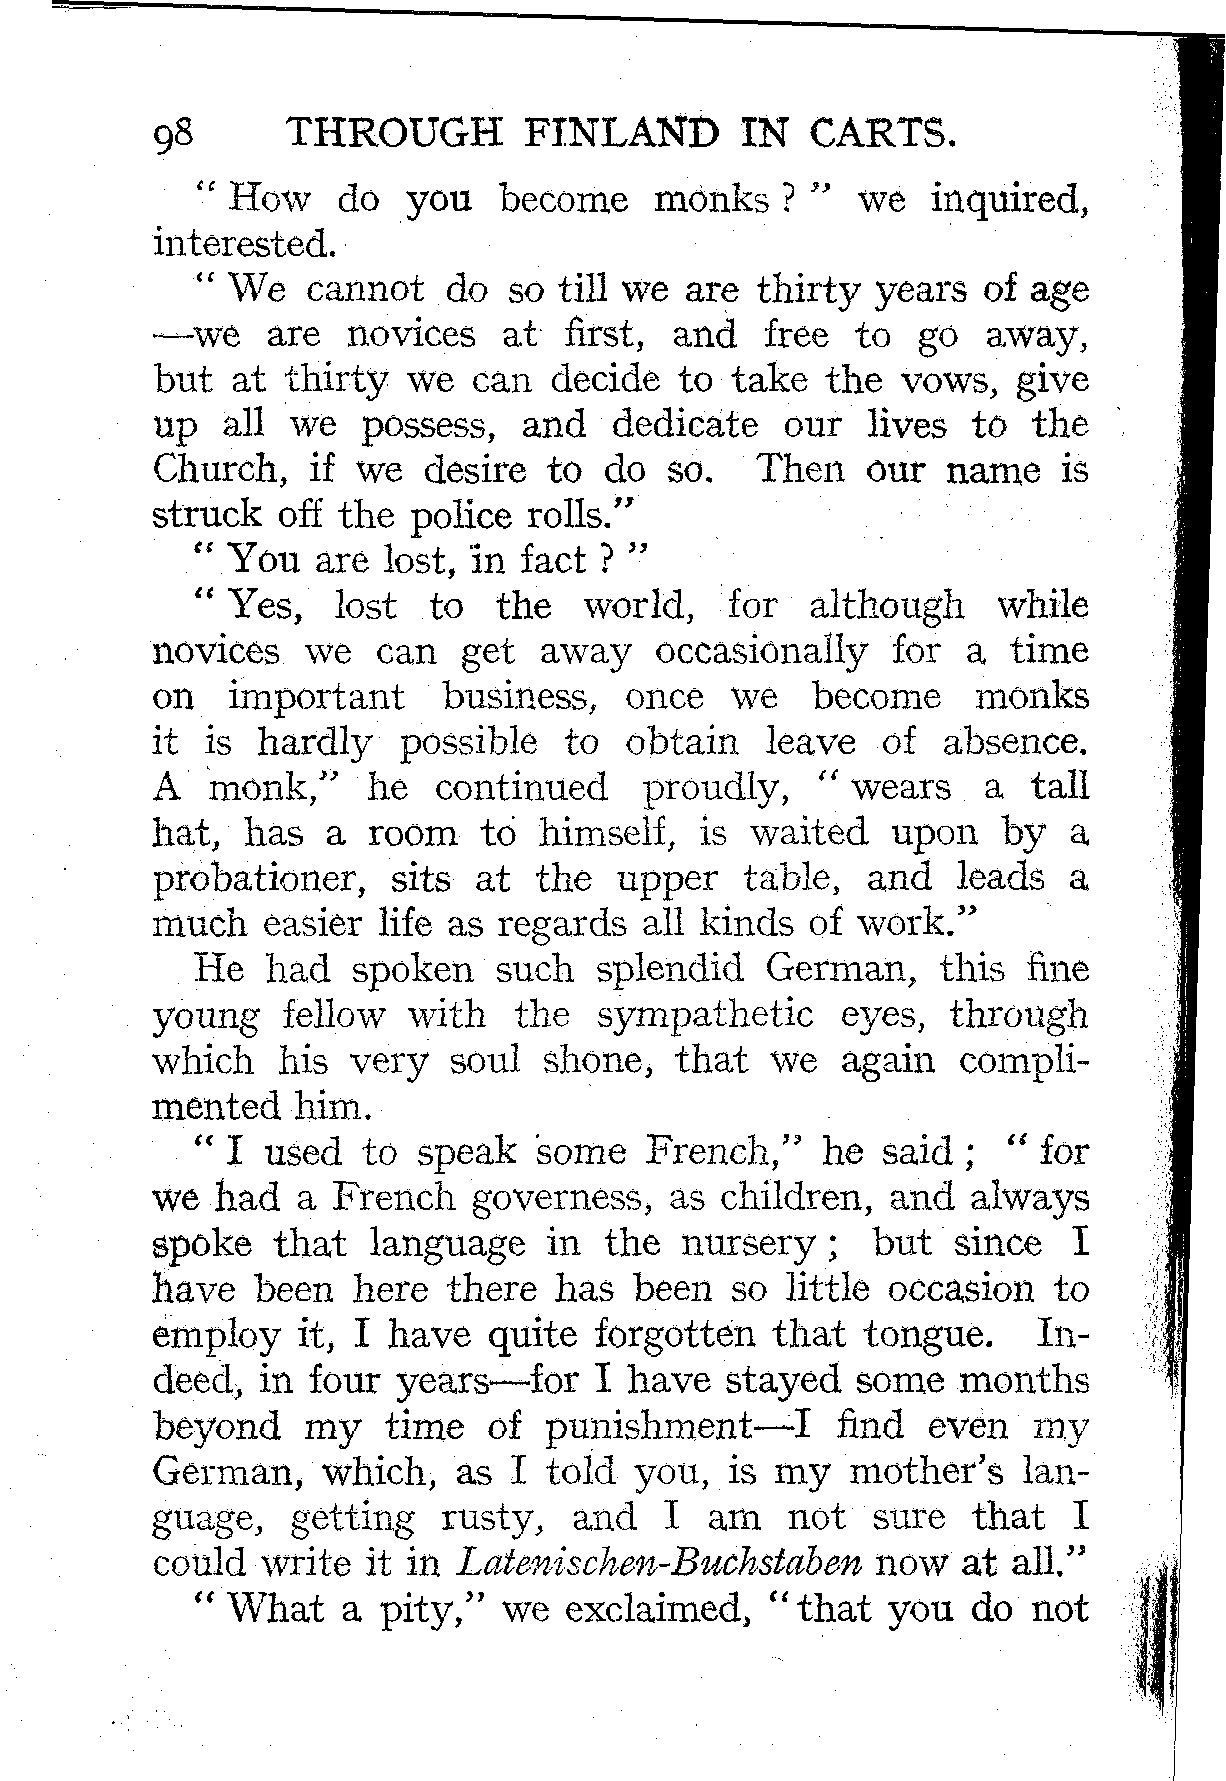 98 THROUGH FINLAND IN CARTS.
" How do you become monks ? " we inquired,
interested.
" We cannot do so till we are thirty years of age
—we are novices at first, and free to go away,
but at thirty we can decide to take the vows, give
up all we possess, and dedicate our lives to the
Church, if we desire to do so. Then our name is
struck off the police rolls."
" You are lost, in fact ? "
" Yes, lost to the world, for although while
novices we can get away occasionally for a time
on important business, once we become monks
it is hardly possible to obtain leave of absence.
A monk," he continued proudly, " wears a tall
hat, has a room to himself, is waited upon by a
probationer, sits at the upper table, and leads a
much easier life as regards all kinds of work."
He had spoken such splendid German, this fine
young fellow with the sympathetic eyes, through
which his very soul shone, that we again compli-
mented him.
" I used to speak some French," he said ; " for
we had a French governess, as children, and always
spoke that language in the nursery ; but since I
have been here there has been so little occasion to
employ it, I have quite forgotten that tongue. In-
deed, in four years—for I have stayed some months
beyond my time of punishment—I find even my
German, which, as I told you, is my mother's lan-
guage, getting rusty, and I am not sure that I
could write it in Latenischen-Buchstaben now at all."
" What a pity," we exclaimed, " that you do not